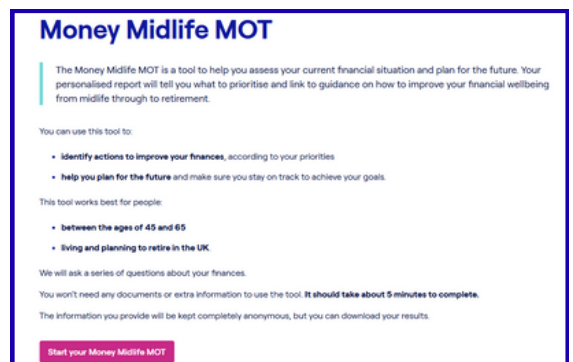 Money Midlife MOT
The Money Midlife MOT is a tool to help you assess your current financial situation and plan for the future. Your
personalised report will tell you what to prioritise and link to guidance on how to improve your financial wellbeing
from midlife through to retirement.
You can use this tool to:
• identify actions to improve your finances, according to your priorities
• help you plan for the future and make sure you stay on track to achieve your goals.
This tool works best for people:
• between the ages of 45 and 65
• living and planning to retire in the UK.
We will ask a series of questions about your finances.
You won't need any documents or extra information to use the tool. It should take about 5 minutes to complete.
The information you provide will be kept completely anonymous, but you can download your results.
Start your Money Midlife MOT